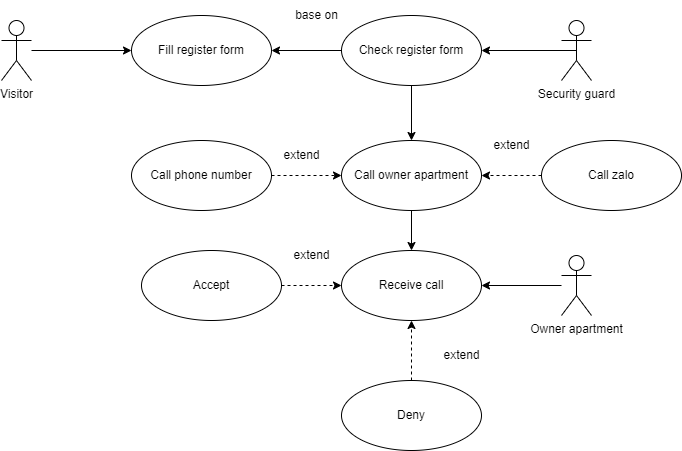 base on
Fill register form
Check register form
Visitor
Security guard
extend
extend
Call phone number
Call owner apartment
Call zalo
extend
Accept
Receive call
Owner apartment
extend
Deny